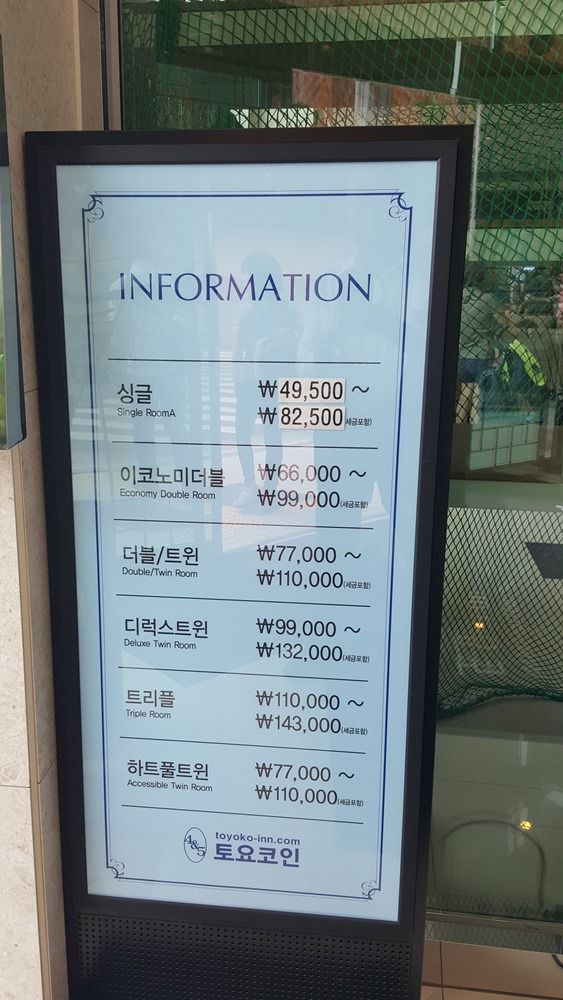 INFORMATION
싱글
Single RoomA
₩49,500 ~
₩82,500(세금포함)
이코노미더블
Economy Double Room
₩66,000 ~
₩99,000(세금포함)
더블/트윈
Double/Twin Room
₩77,000 ~
₩110,000(세금포함)
디럭스트윈
Deluxe Twin Room
₩99,000 ~
₩132,000(세금포함)
트리플
Triple Room
₩110,000 ~
₩143,000(세금포함)
하트풀트윈
Accessible Twin Room
₩77,000 ~
₩110,000(세금포함)
4&5
toyoko-inn.com
토요코인